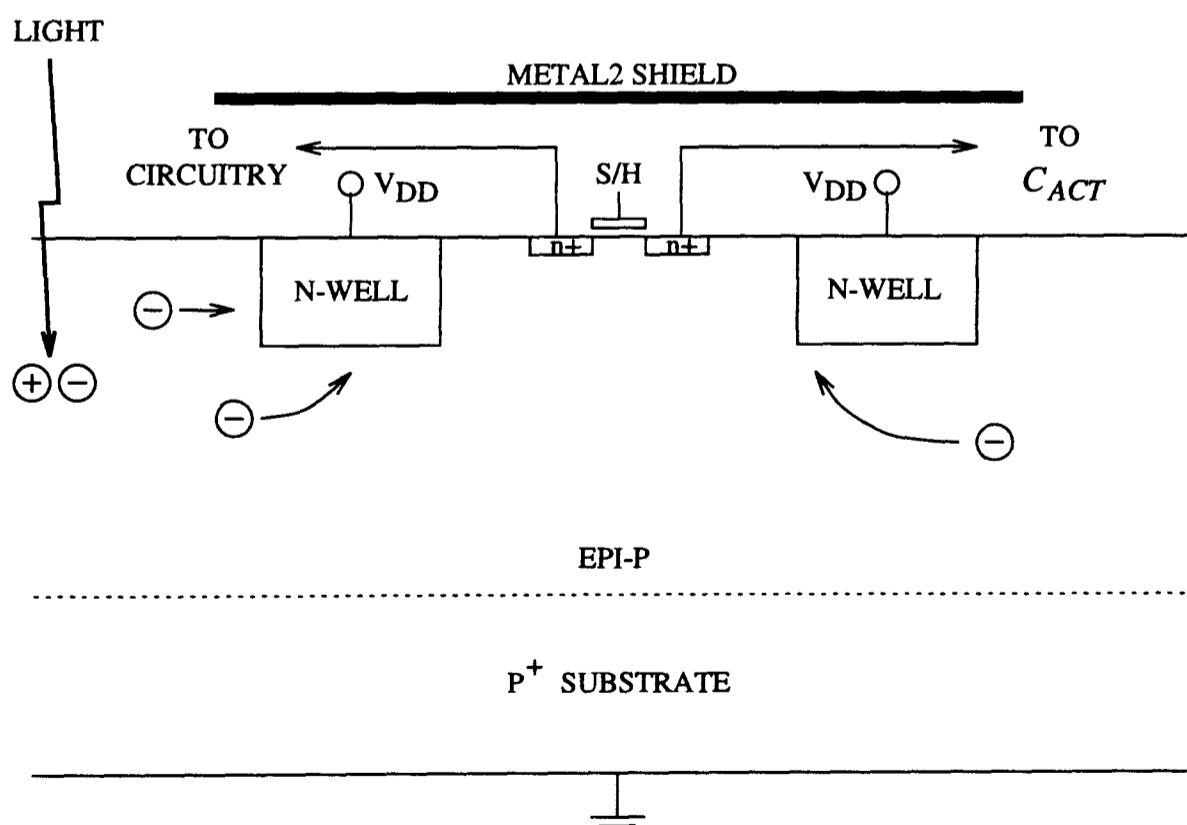 LIGHT
METAL2 SHIELD
TO
CIRCUITRY
TO
C_ACT
V_DD
S/H
V_DD
n+
n+
N-WELL
N-WELL
−
+
−
−
−
EPI-P
P⁺ SUBSTRATE